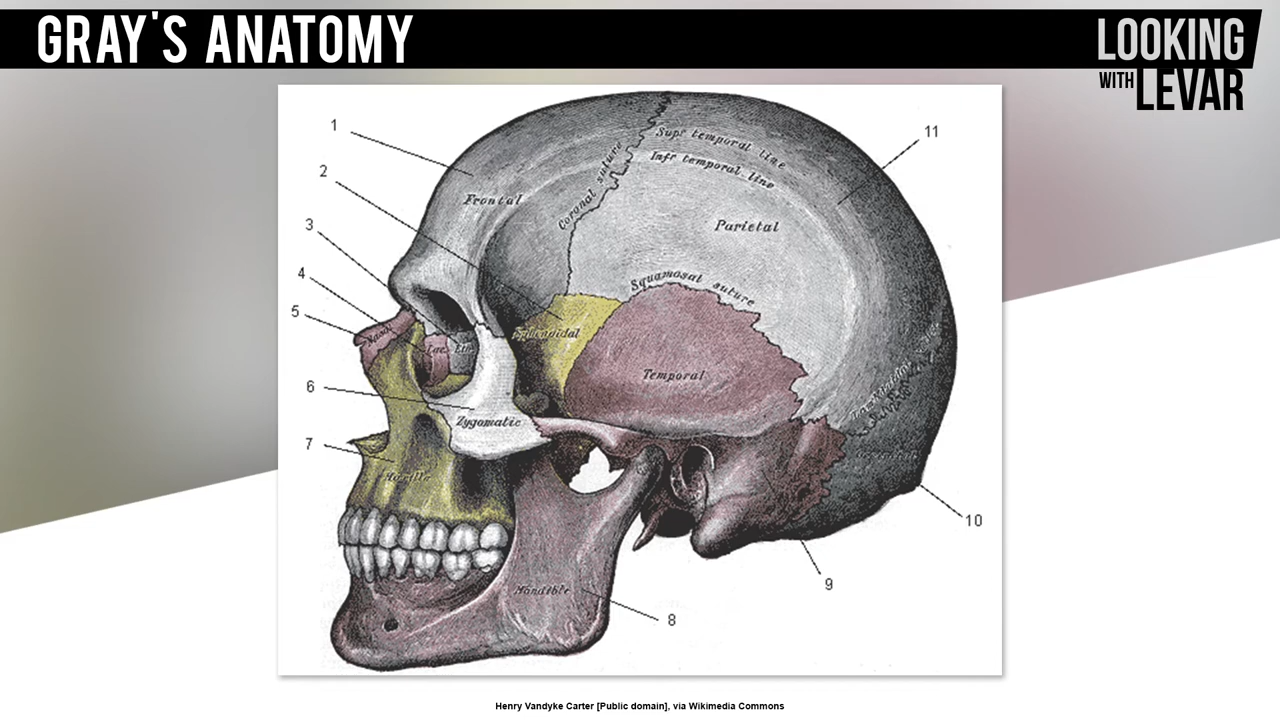 GRAY'S ANATOMY
LOOKING
WITH LEVAR
1
11
Supr temporal line
Infr temporal line
Coronal suture
2
Frontal
3
Parietal
4
Squamosal suture
5
Nasal
Lac.
Temporal
6
Zygomatic
7
Maxilla
10
Mandible
9
8
Henry Vandyke Carter [Public domain], via Wikimedia Commons